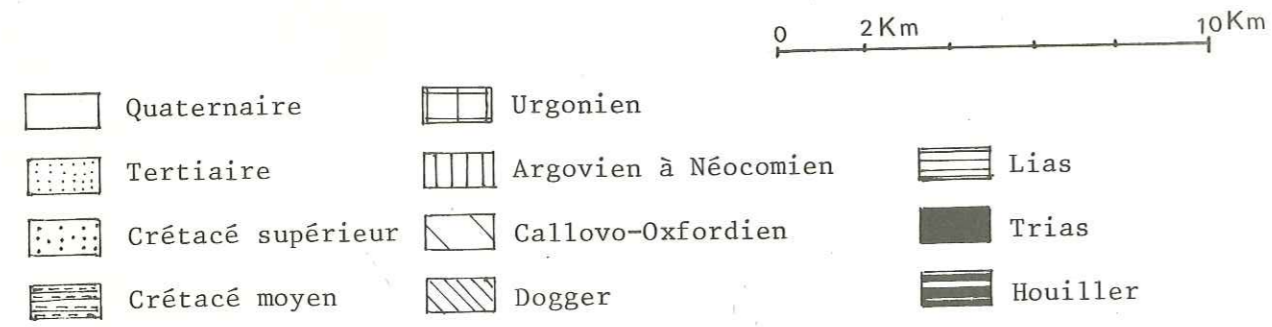 0 2Km 10Km
Quaternaire
Tertiaire
Crétacé supérieur
Crétacé moyen
Urgonien
Argovien à Néocomien
Callovo-Oxfordien
Dogger
Lias
Trias
Houiller